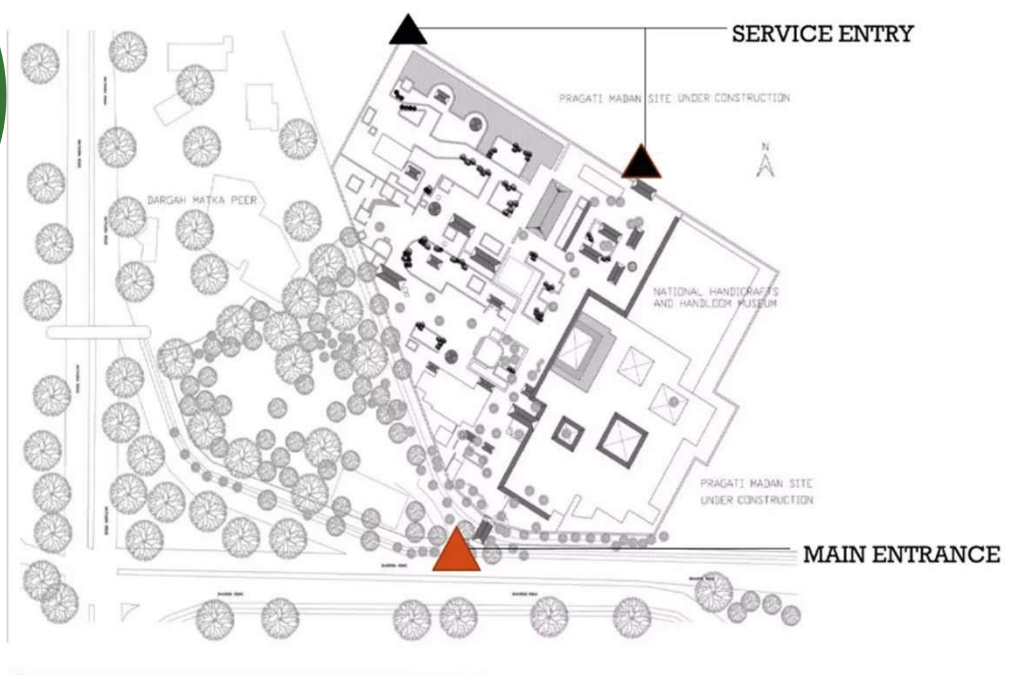 SERVICE ENTRY
PRAGATI MADAN SITE UNDER CONSTRUCTION
N
DARGAH MATKA PEER
NATIONAL HANDICRAFTS
AND HANDLOOM MUSEUM
PRAGATI MADAN SITE
UNDER CONSTRUCTION
MAIN ENTRANCE